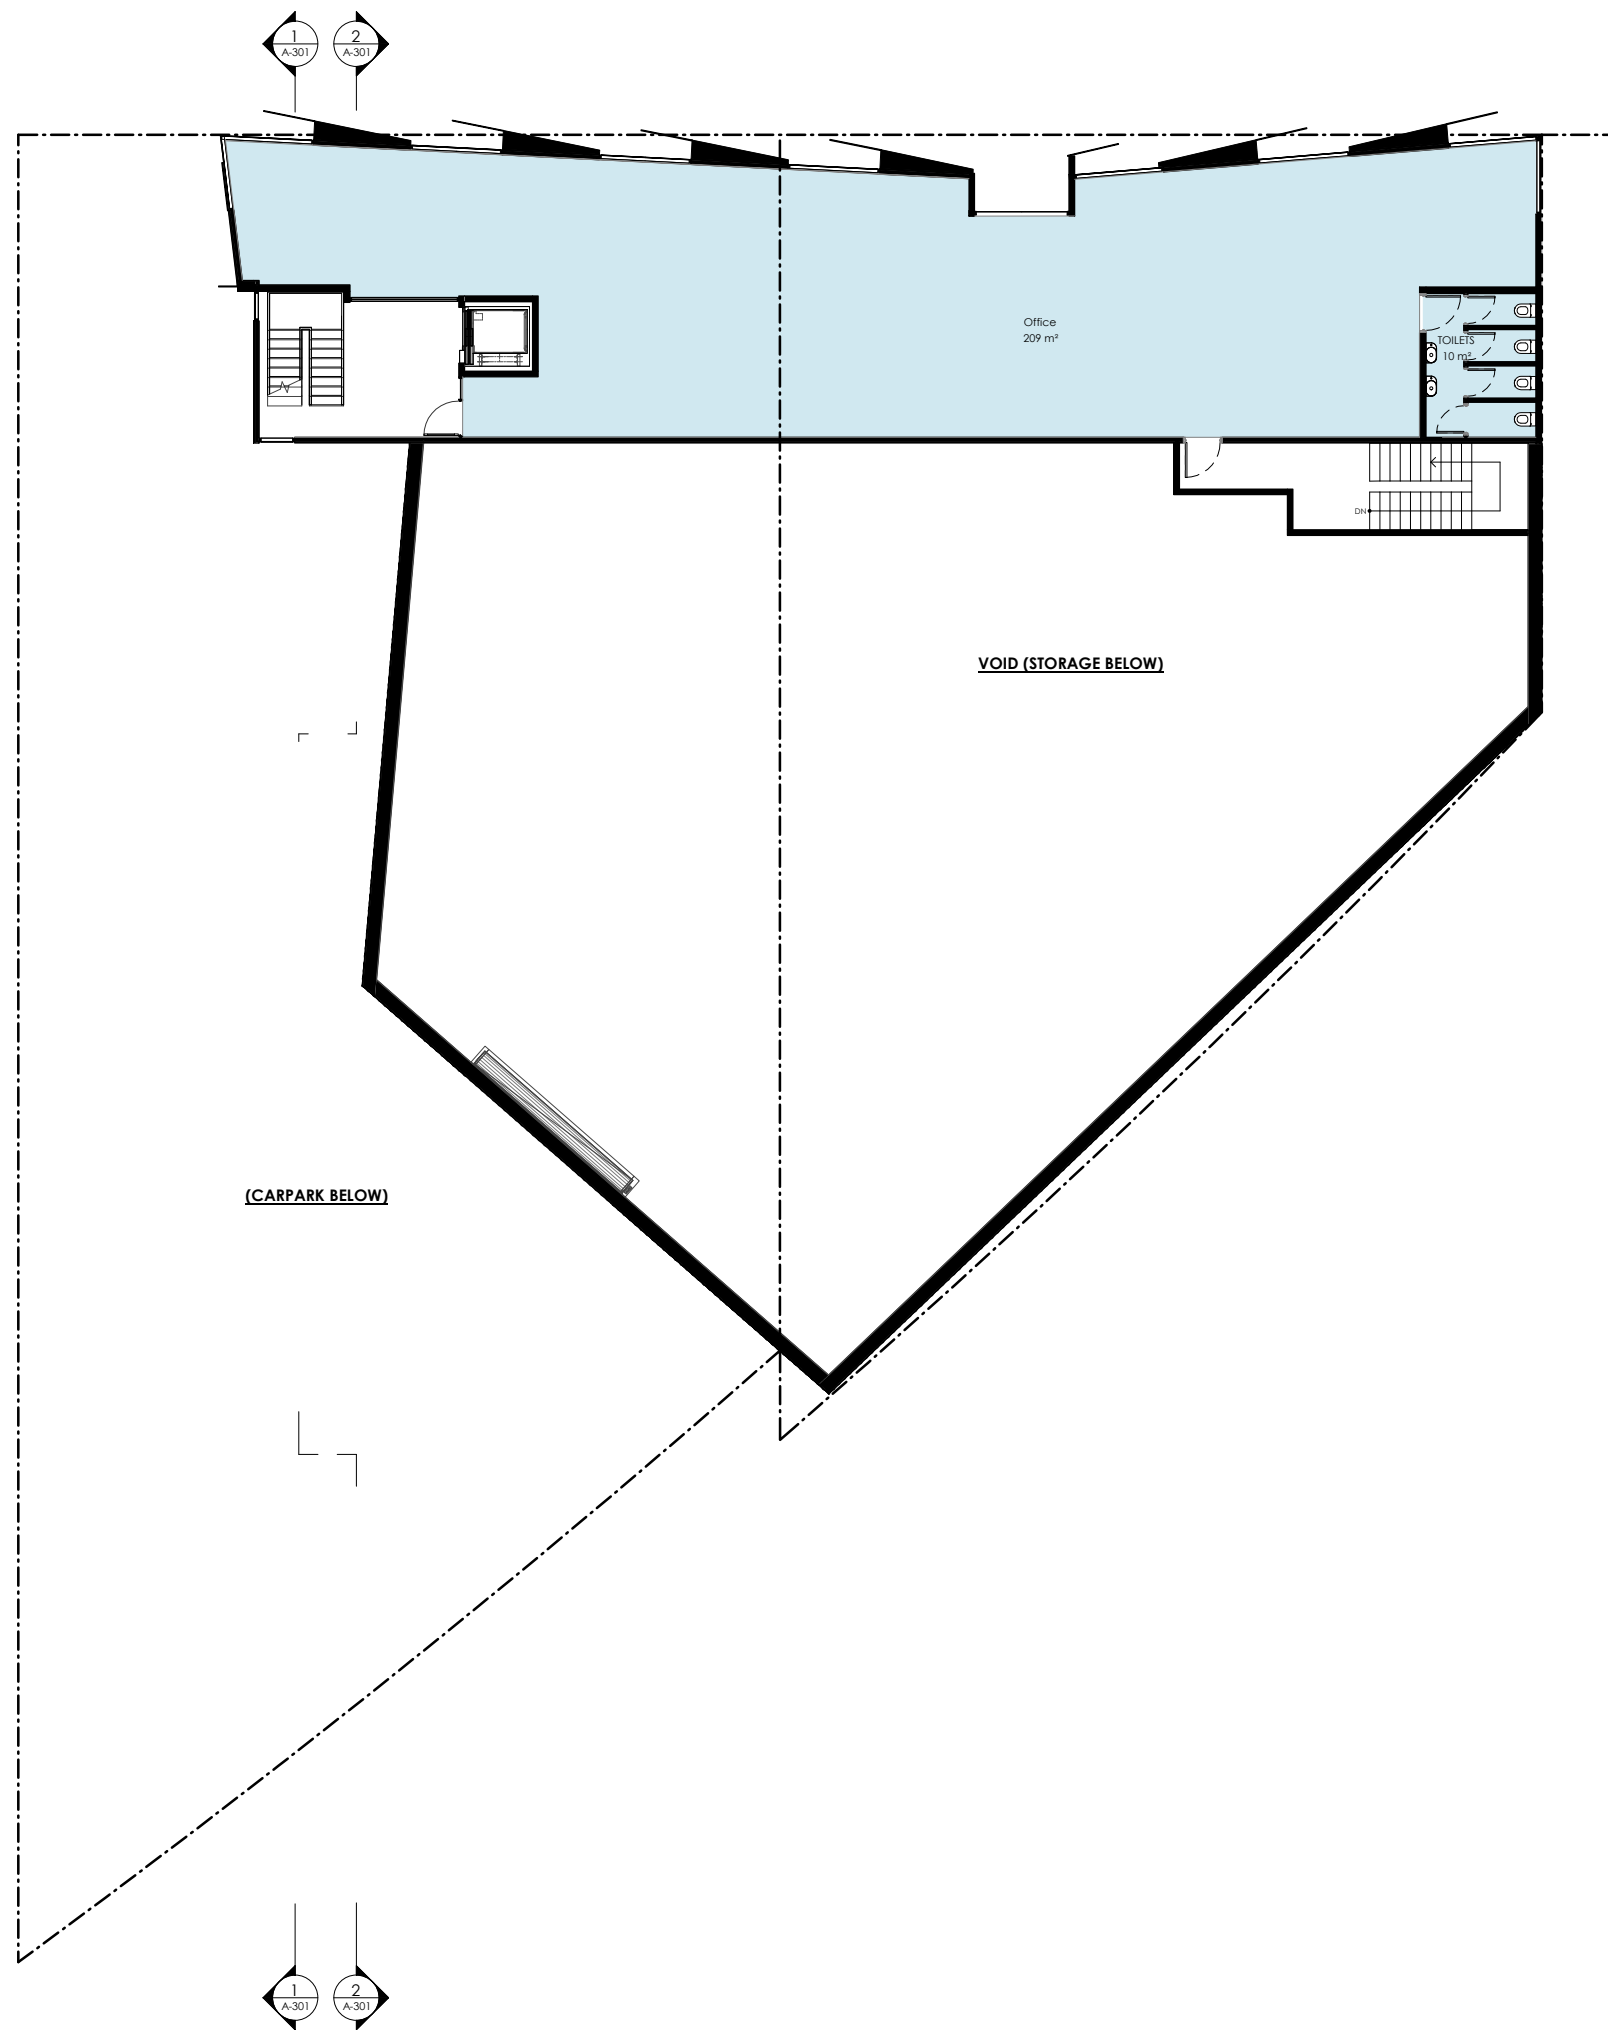 1
A-301
2
A-301
Office
209 m²
TOILETS
10 m²
DN
VOID (STORAGE BELOW)
(CARPARK BELOW)
1
A-301
2
A-301